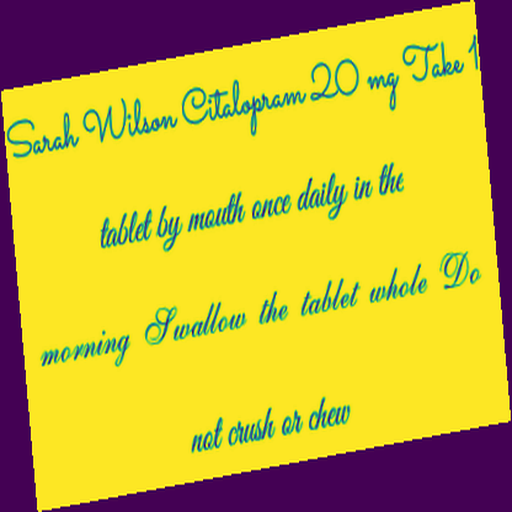 Sarah Wilson Citalopram 20 mg Take 1
tablet by mouth once daily in the
morning Swallow the tablet whole Do
not crush or chew